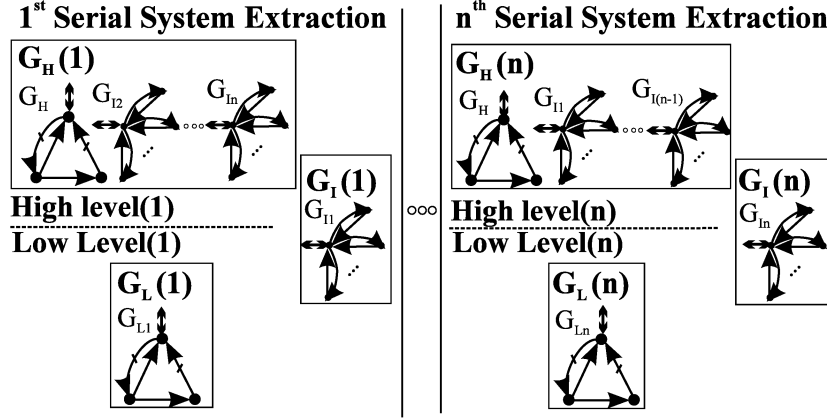 1st Serial System Extraction
GH(1)
GH
GI2
GIn
GI(1)
GI1
High level(1)
Low Level(1)
GL(1)
GL1
nth Serial System Extraction
GH(n)
GH
GI1
GI(n-1)
GI(n)
GIn
High level(n)
Low Level(n)
GL(n)
GLn